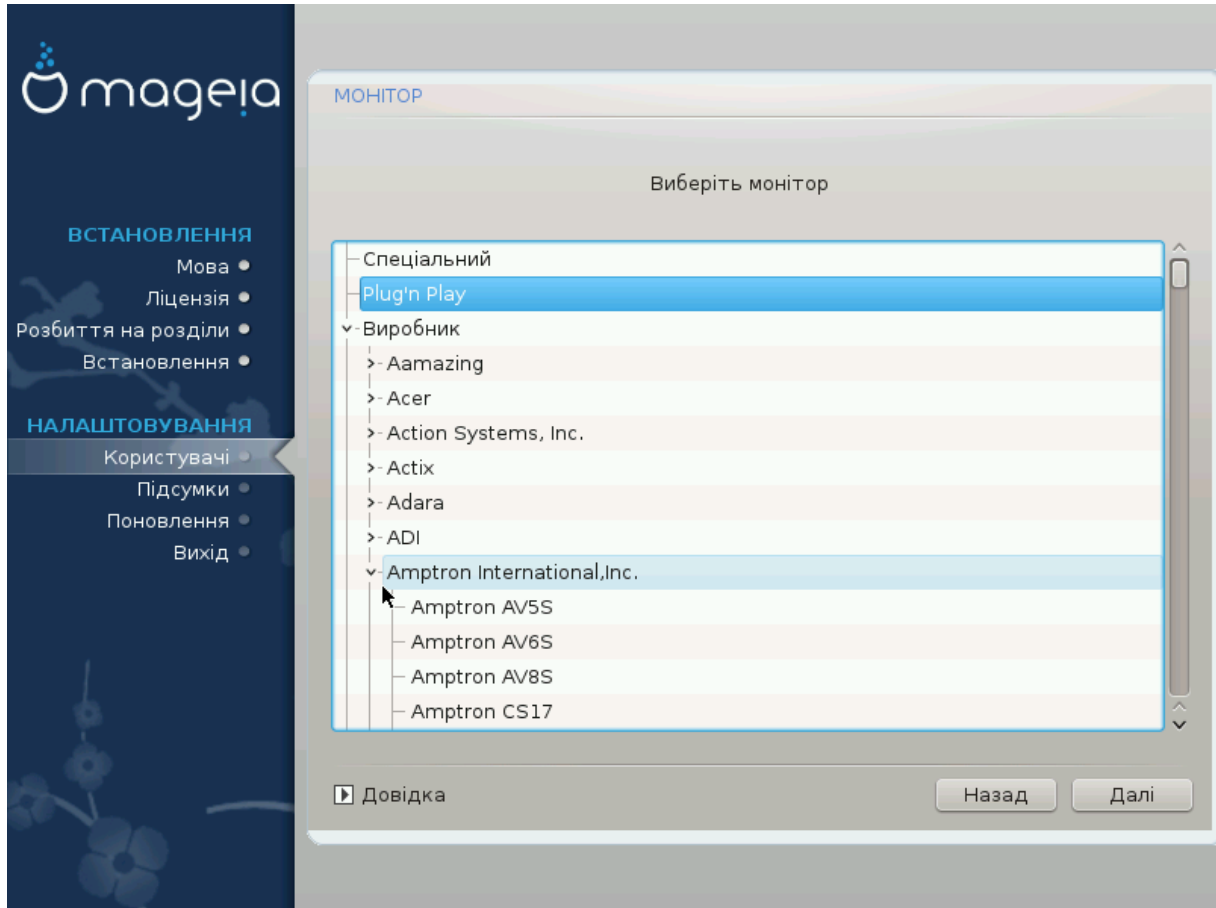 mageia
ВСТАНОВЛЕННЯ
Мова
Ліцензія
Розбиття на розділи
Встановлення
НАЛАШТОВУВАННЯ
Користувачі
Підсумки
Поновлення
Вихід
МОНІТОР
Виберіть монітор
Спеціальний
Plug'n Play
Виробник
Aamazing
Acer
Action Systems, Inc.
Actix
Adara
ADI
Amptron International,Inc.
Amptron AV5S
Amptron AV6S
Amptron AV8S
Amptron CS17
Довідка
Назад
Далі